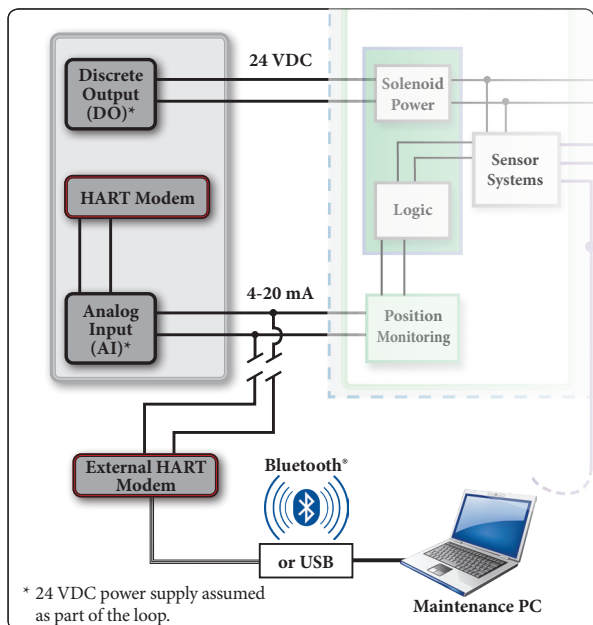 24 VDC
Discrete
Output
(DO)*
Solenoid
Power
Sensor
Systems
HART Modem
Logic
4-20 mA
Analog
Input
(AI)*
Position
Monitoring
External HART
Modem
Bluetooth®
or USB
Maintenance PC
* 24 VDC power supply assumed
as part of the loop.